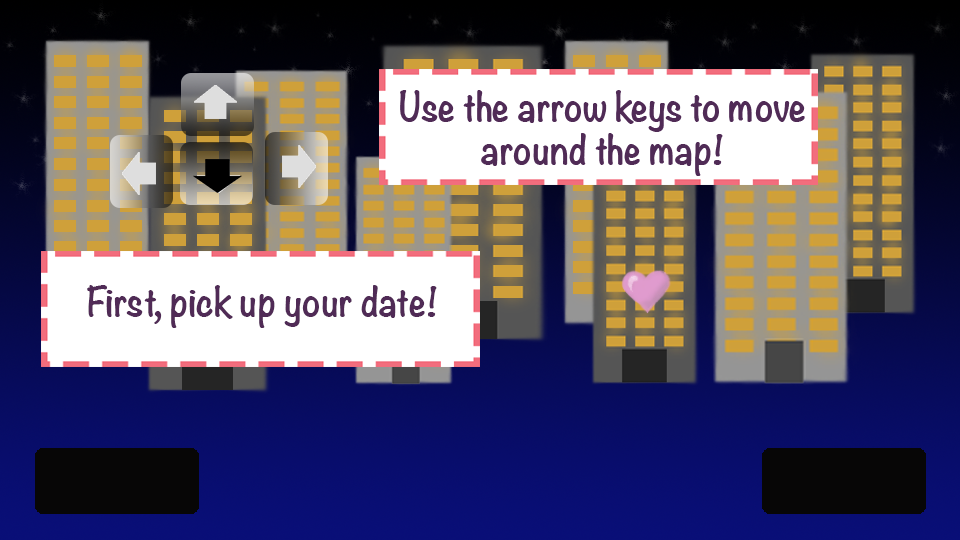 Use the arrow keys to move
around the map!
First, pick up your date!